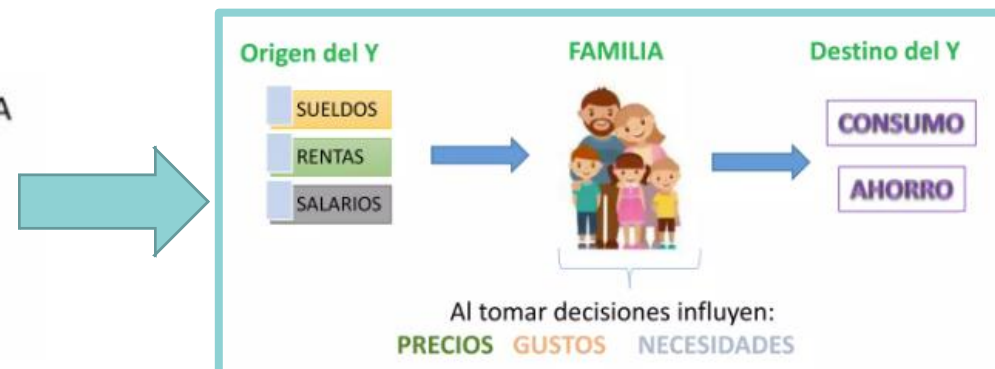 A
Origen del Y
FAMILIA
Destino del Y
SUELDOS
RENTAS
SALARIOS
CONSUMO
AHORRO
Al tomar decisiones influyen:
PRECIOS GUSTOS NECESIDADES